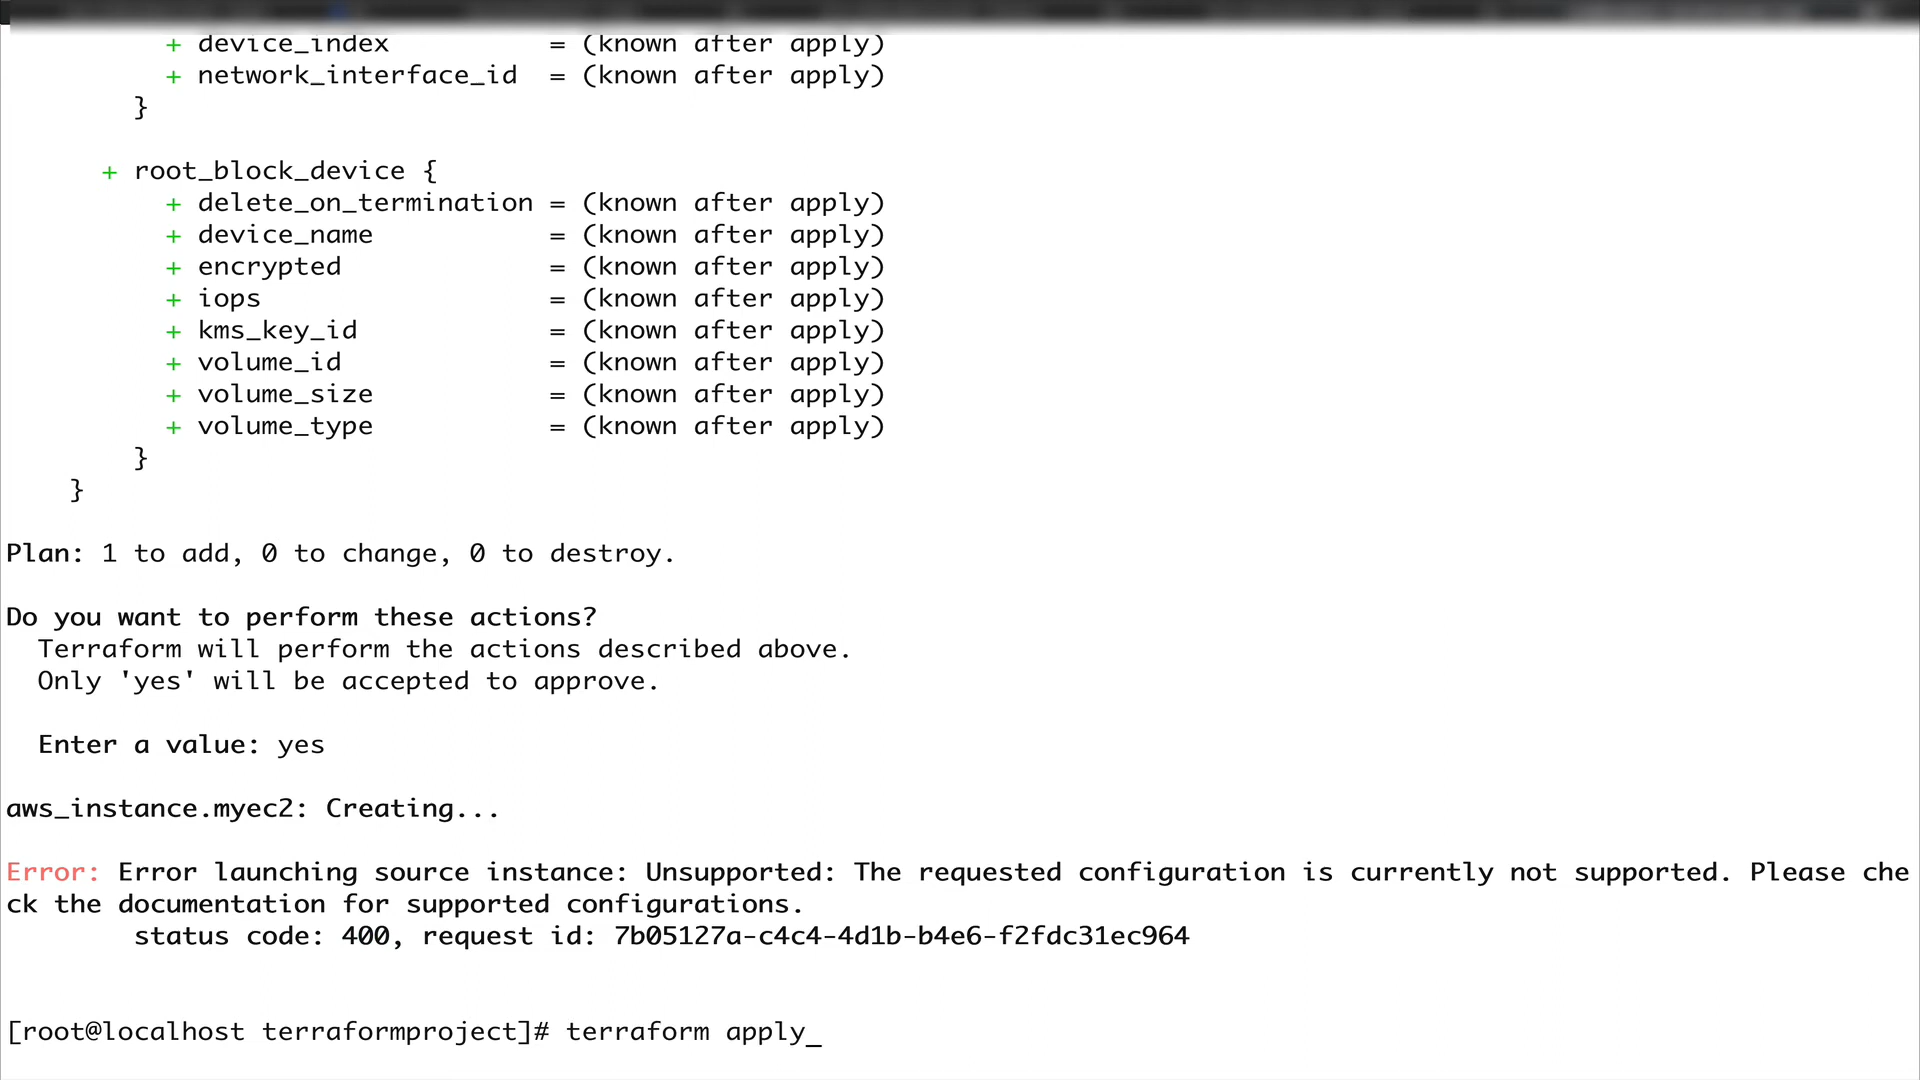 + device_index          = (known after apply)
+ network_interface_id  = (known after apply)
}
+ root_block_device {
+ delete_on_termination = (known after apply)
+ device_name           = (known after apply)
+ encrypted             = (known after apply)
+ iops                  = (known after apply)
+ kms_key_id            = (known after apply)
+ volume_id             = (known after apply)
+ volume_size           = (known after apply)
+ volume_type           = (known after apply)
}
}
Plan: 1 to add, 0 to change, 0 to destroy.
Do you want to perform these actions?
Terraform will perform the actions described above.
Only 'yes' will be accepted to approve.
Enter a value: yes
aws_instance.myec2: Creating...
Error: Error launching source instance: Unsupported: The requested configuration is currently not supported. Please che
ck the documentation for supported configurations.
status code: 400, request id: 7b05127a-c4c4-4d1b-b4e6-f2fdc31ec964
[root@localhost terraformproject]# terraform apply_